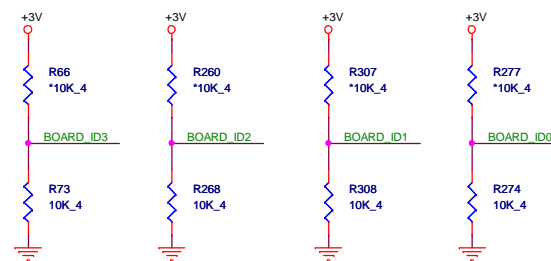 +3V +3V +3V +3V
R66 R260 R307 R277
*10K_4 *10K_4 *10K_4 *10K_4
BOARD_ID3 BOARD_ID2 BOARD_ID1 BOARD_ID0
R73 R268 R308 R274
10K_4 10K_4 10K_4 10K_4